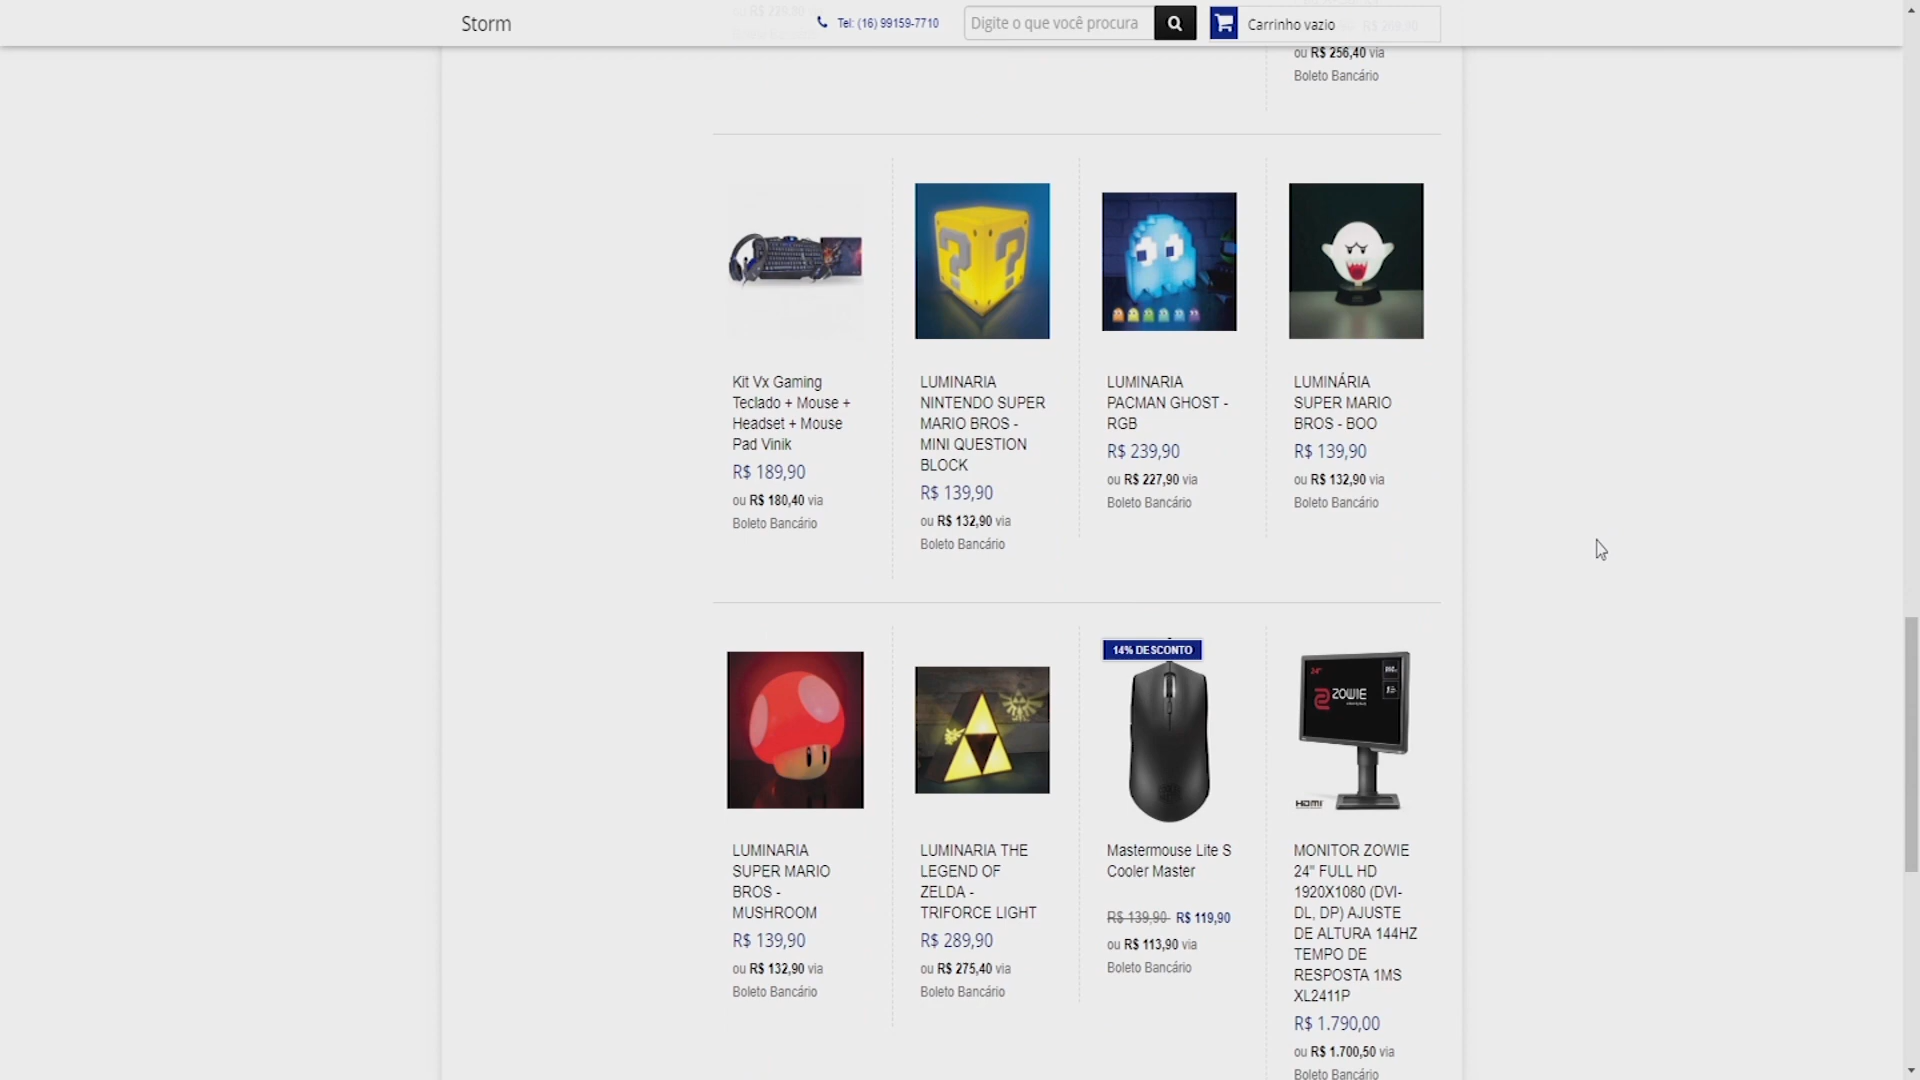 Storm
Tel: (16) 99159-7710
Digite o que você procura
Carrinho vazio
ou R$ 256,40 via
Boleto Bancário
Kit Vx Gaming
Teclado + Mouse +
Headset + Mouse
Pad Vinik
R$ 189,90
ou R$ 180,40 via
Boleto Bancário
LUMINARIA
NINTENDO SUPER
MARIO BROS -
MINI QUESTION
BLOCK
R$ 139,90
ou R$ 132,90 via
Boleto Bancário
LUMINARIA
PACMAN GHOST -
RGB
R$ 239,90
ou R$ 227,90 via
Boleto Bancário
LUMINÁRIA
SUPER MARIO
BROS - BOO
R$ 139,90
ou R$ 132,90 via
Boleto Bancário
LUMINARIA
SUPER MARIO
BROS -
MUSHROOM
R$ 139,90
ou R$ 132,90 via
Boleto Bancário
LUMINARIA THE
LEGEND OF
ZELDA -
TRIFORCE LIGHT
R$ 289,90
ou R$ 275,40 via
Boleto Bancário
14% DESCONTO
Mastermouse Lite S
Cooler Master
R$ 139,90 R$ 119,90
ou R$ 113,90 via
Boleto Bancário
24"
ZOWIE
HDMI
MONITOR ZOWIE
24" FULL HD
1920X1080 (DVI-
DL, DP) AJUSTE
DE ALTURA 144HZ
TEMPO DE
RESPOSTA 1MS
XL2411P
R$ 1.790,00
ou R$ 1.700,50 via
Boleto Bancário